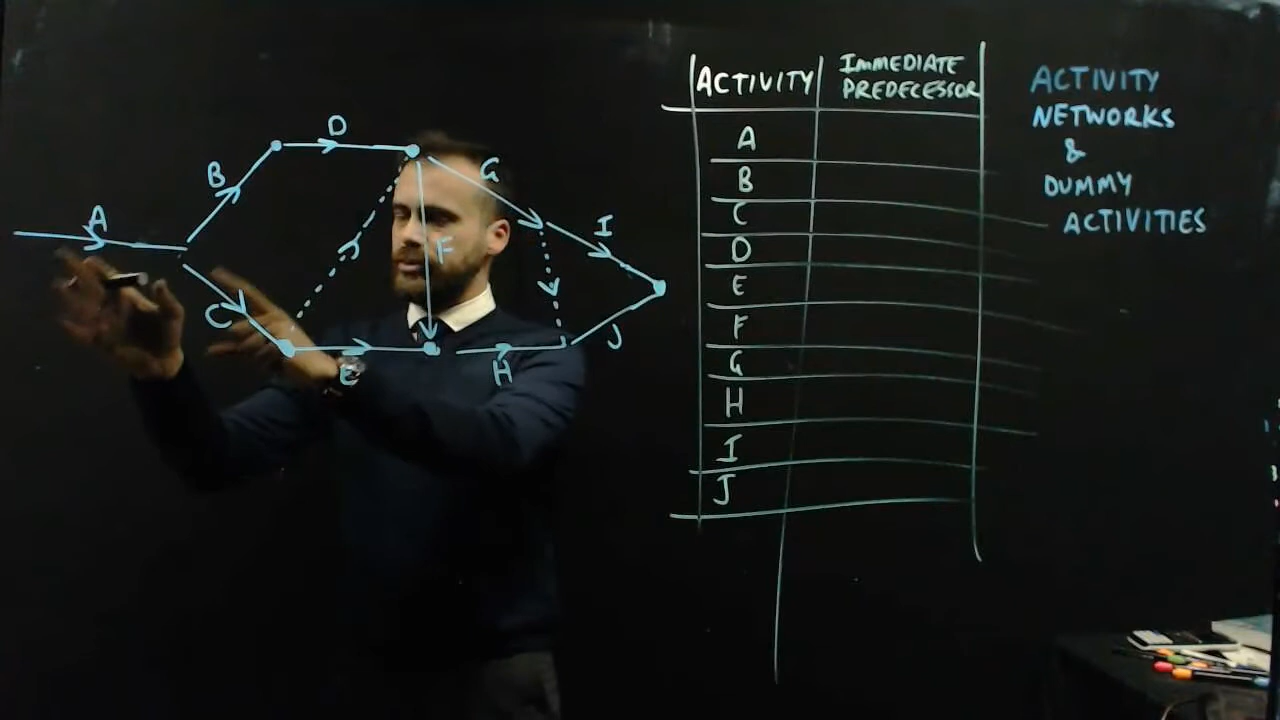 A
B
C
D
E
F
G
H
I
J
ACTIVITY
IMMEDIATE
PREDECESSOR
A
B
C
D
E
F
G
H
I
J
ACTIVITY
NETWORKS
&
DUMMY
ACTIVITIES